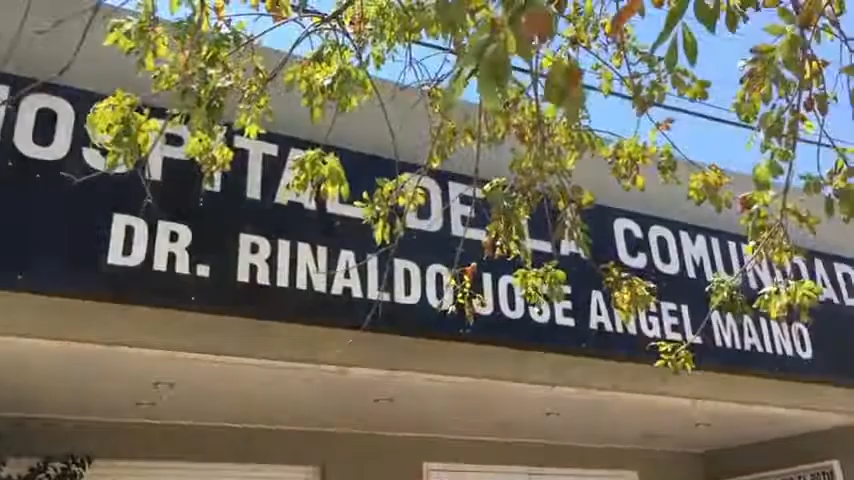 HOSPITAL DE LA COMUNIDAD
DR. RINALDO JOSE ANGEL MAINO